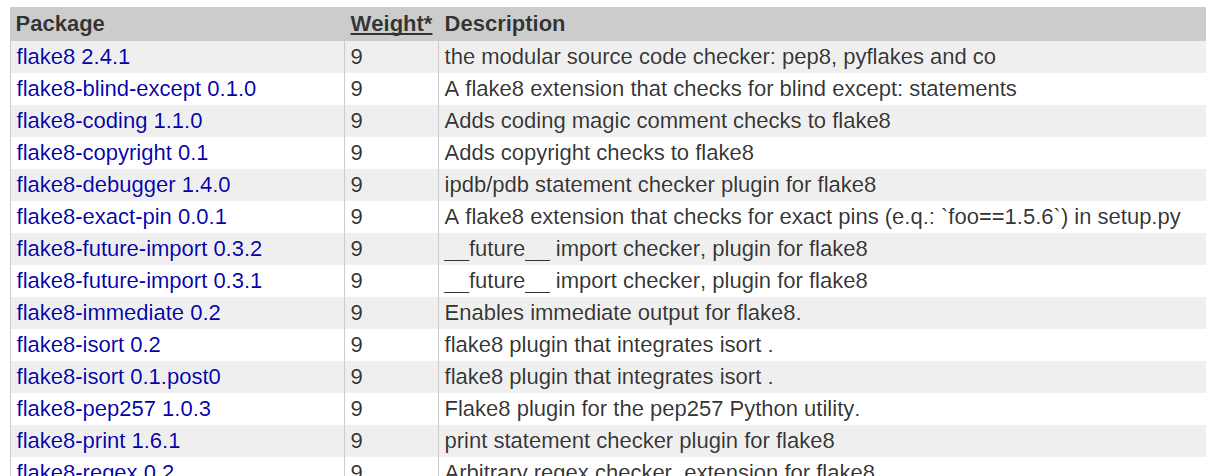 Package Weight* Description
flake8 2.4.1 9 the modular source code checker: pep8, pyflakes and co
flake8-blind-except 0.1.0 9 A flake8 extension that checks for blind except: statements
flake8-coding 1.1.0 9 Adds coding magic comment checks to flake8
flake8-copyright 0.1 9 Adds copyright checks to flake8
flake8-debugger 1.4.0 9 ipdb/pdb statement checker plugin for flake8
flake8-exact-pin 0.0.1 9 A flake8 extension that checks for exact pins (e.q.: `foo==1.5.6`) in setup.py
flake8-future-import 0.3.2 9 __future__ import checker, plugin for flake8
flake8-future-import 0.3.1 9 __future__ import checker, plugin for flake8
flake8-immediate 0.2 9 Enables immediate output for flake8.
flake8-isort 0.2 9 flake8 plugin that integrates isort .
flake8-isort 0.1.post0 9 flake8 plugin that integrates isort .
flake8-pep257 1.0.3 9 Flake8 plugin for the pep257 Python utility.
flake8-print 1.6.1 9 print statement checker plugin for flake8
flake8-regex 0.2 9 Arbitrary regex checker, extension for flake8